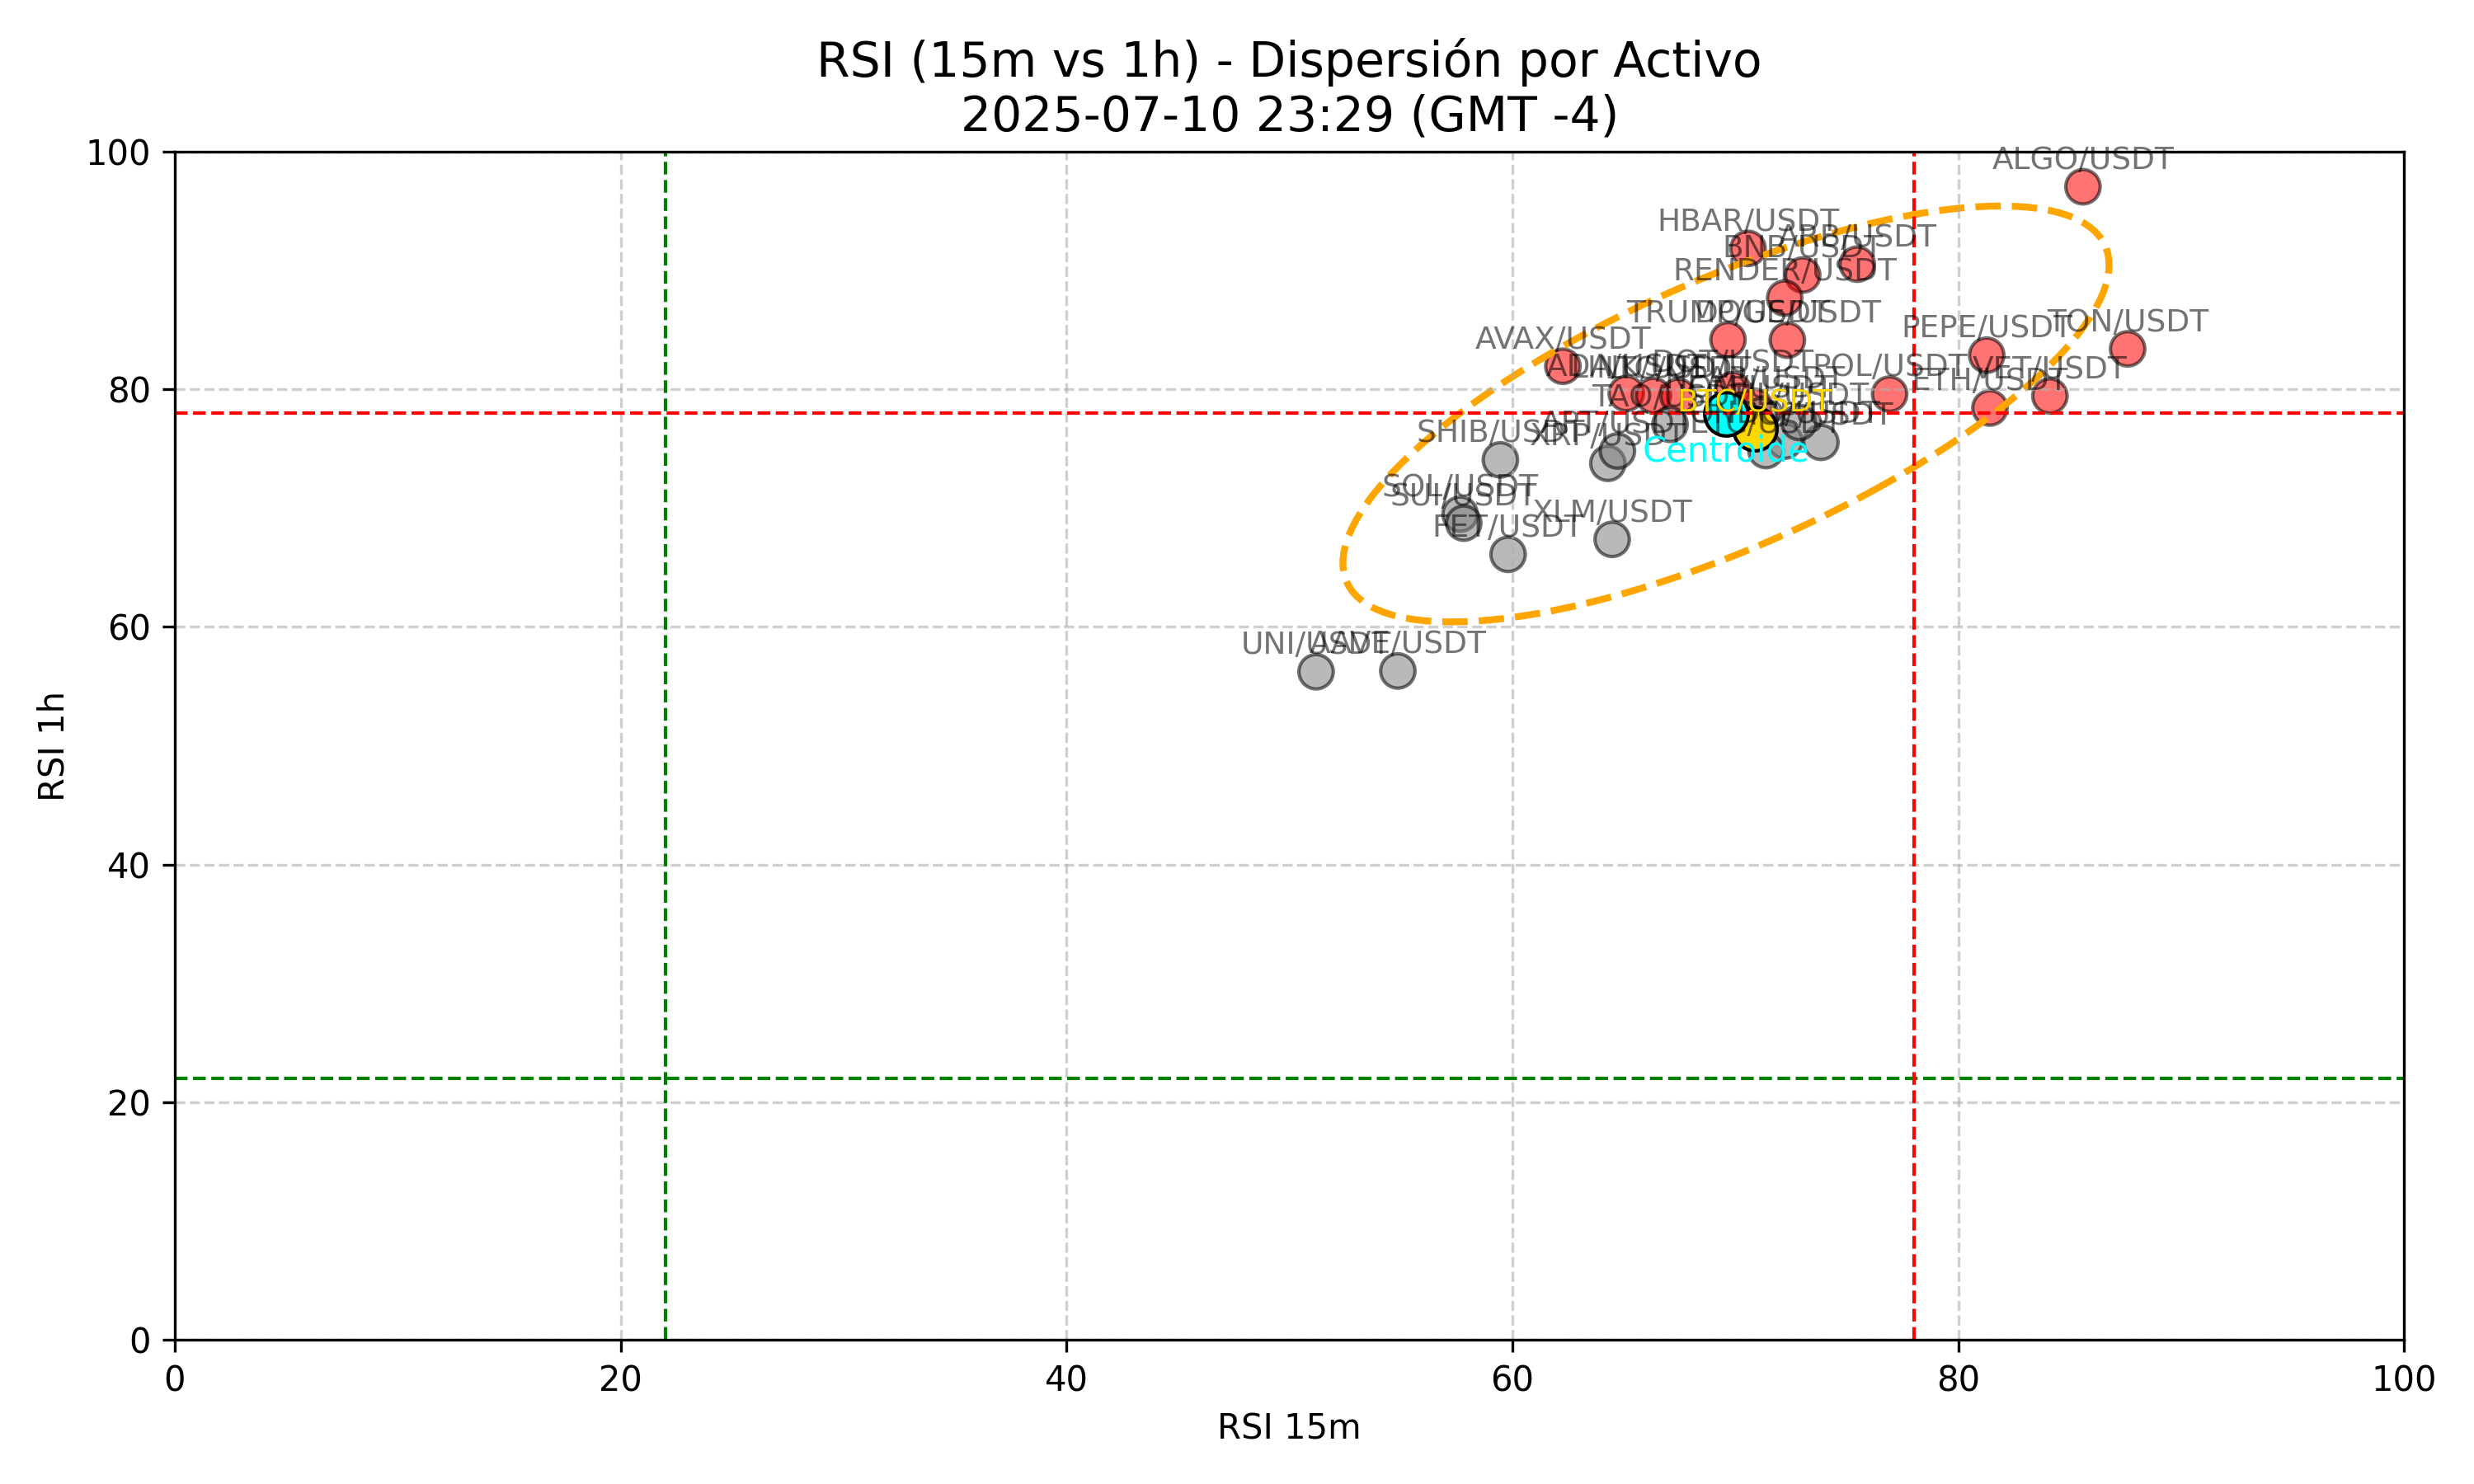 RSI (15m vs 1h) - Dispersión por Activo
2025-07-10 23:29 (GMT -4)
100
ALGO/USDT
HBAR/USDT
ARB/USDT
BNB/USDT
RENDER/USDT
TRUMP/USDT
DOGE/USDT
PEPE/USDT
TON/USDT
AVAX/USDT
DOT/USDT
POL/USDT
80
ETH/USDT
BTC/USDT
SHIB/USDT
APT/USDT
XRP/USDT
Centroide
SOL/USDT
SUI/USDT
FET/USDT
XLM/USDT
60
UNI/USDT
AAVE/USDT
RSI 1h
40
20
0
0
20
40
60
80
100
RSI 15m